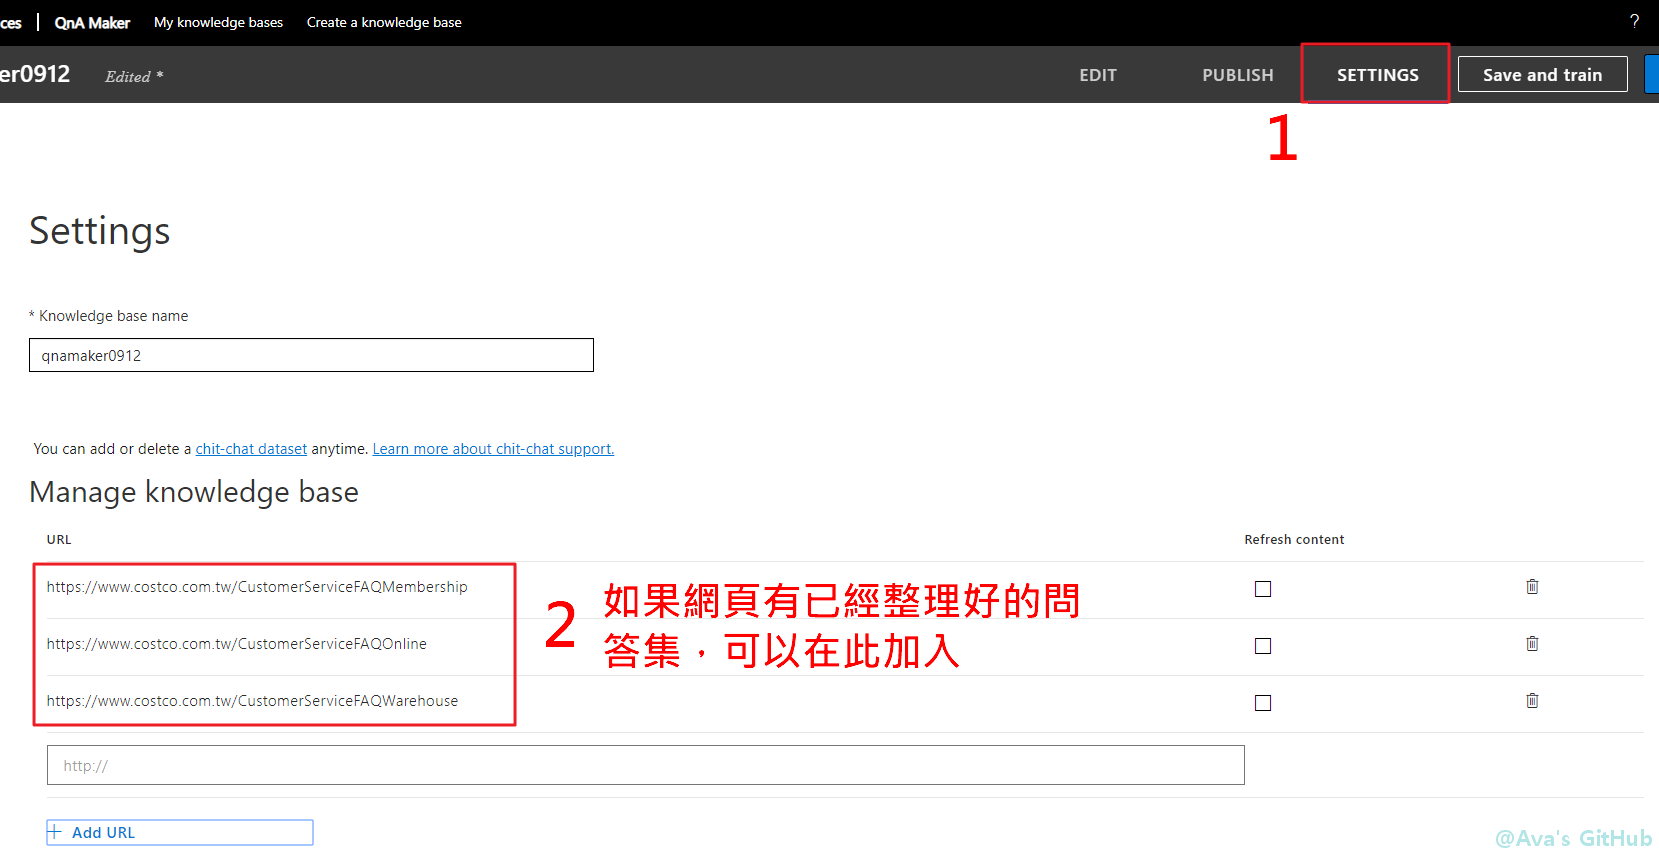 ces | QnA Maker My knowledge bases Create a knowledge base ?
er0912 Edited * EDIT PUBLISH SETTINGS Save and train
1
Settings
* Knowledge base name
qnamaker0912
You can add or delete a chit-chat dataset anytime. Learn more about chit-chat support.
Manage knowledge base
URL Refresh content
https://www.costco.com.tw/CustomerServiceFAQMembership
https://www.costco.com.tw/CustomerServiceFAQOnline
https://www.costco.com.tw/CustomerServiceFAQWarehouse
2 如果網頁有已經整理好的問
答集，可以在此加入
http://
+ Add URL
@Ava's GitHub